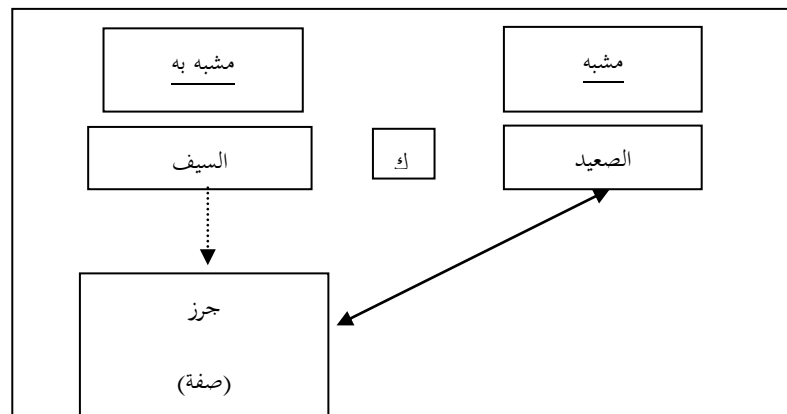 مشبه
مشبه به
الصعيد
ك
السيف
جرز
(صفة)